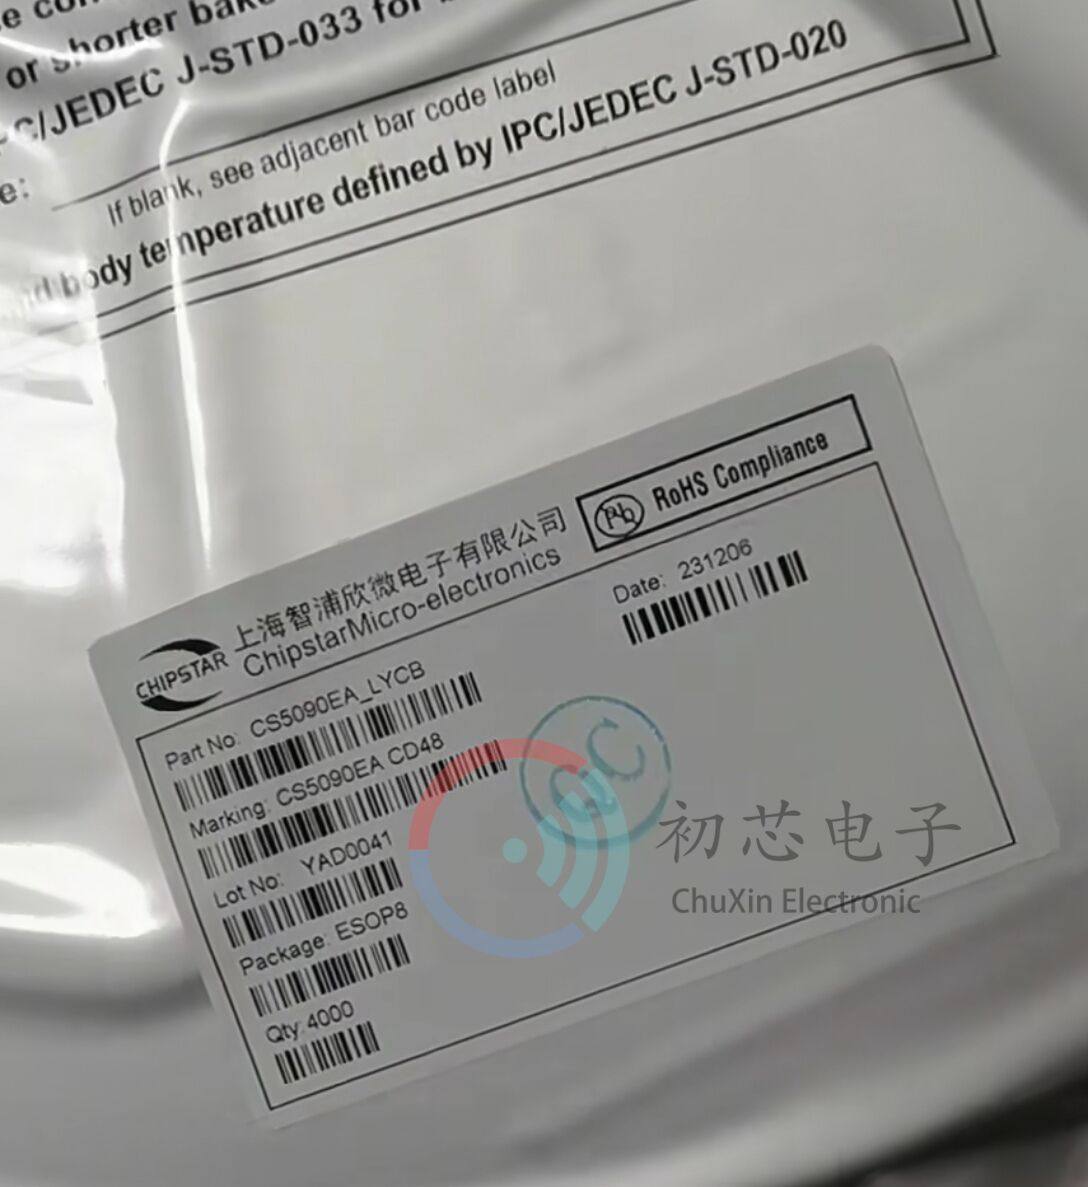 or shorter
J-STD-033 for
/JEDEC
e:
If blank, see adjacent bar code label
body temperature defined by IPC/JEDEC J-STD-020
Pb RoHS Compliance
CHIPSTAR
上海智浦欣微电子有限公司
ChipstarMicro-electronics
Date: 231206
Part No: CS5090EA_LYCB
Marking: CS5090EA CD48
Lot No: YAD0041
Package: ESOP8
Qty: 4000
QC
初芯电子
ChuXin Electronic